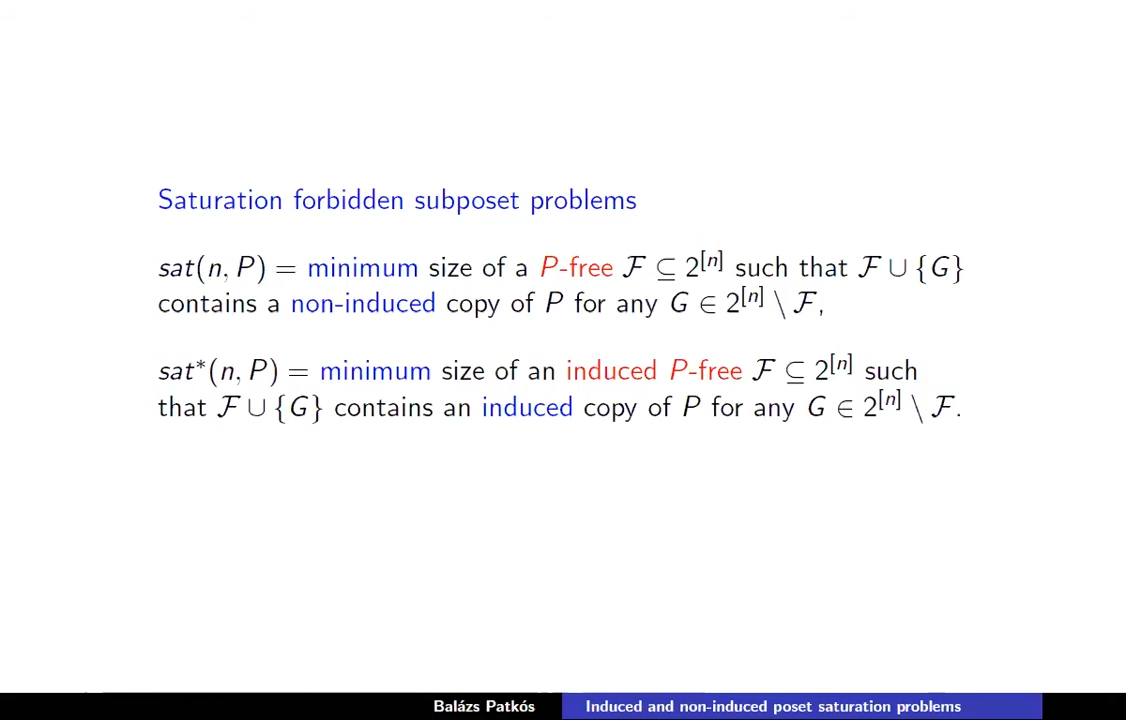 Saturation forbidden subposet problems
sat(n, P) = minimum size of a P-free ℱ ⊆ 2^[n] such that ℱ ∪ {G}
contains a non-induced copy of P for any G ∈ 2^[n] \ ℱ,
sat*(n, P) = minimum size of an induced P-free ℱ ⊆ 2^[n] such
that ℱ ∪ {G} contains an induced copy of P for any G ∈ 2^[n] \ ℱ.
Balázs Patkós Induced and non-induced poset saturation problems